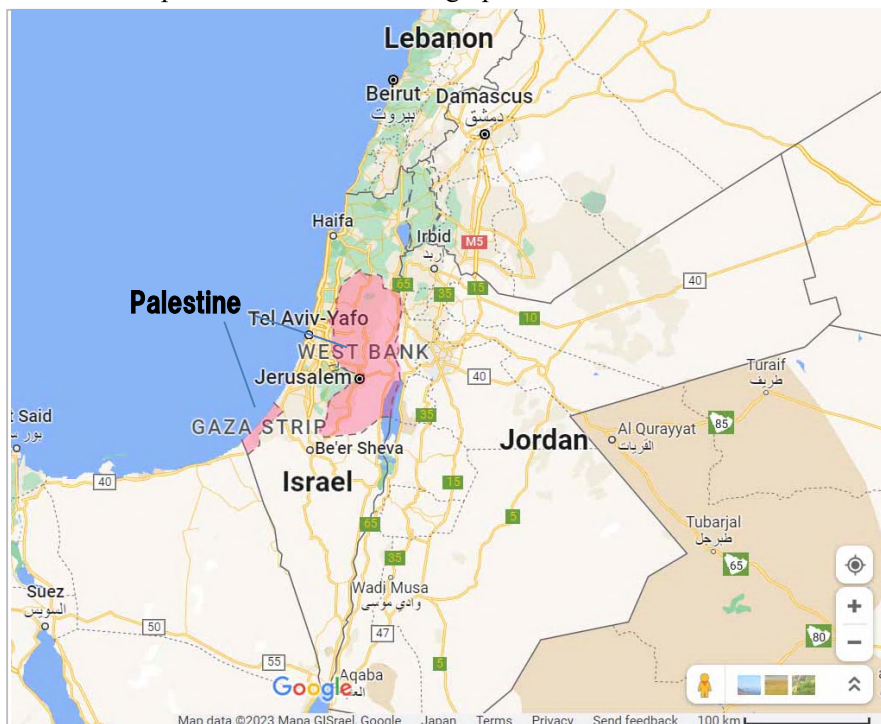 Lebanon
Beirut
بيروت
Damascus
دمشق
Haifa
Irbid
إربد
M5
65
35
15
40
10
Palestine
Tel Aviv-Yafo
WEST BANK
Jerusalem
40
Turaif
طريف
35
GAZA STRIP
Said
Al Qurayyat
القريات
85
Be'er Sheva
Jordan
Israel
40
15
65
5
Tubarjal
طبرجل
35
65
Suez
السويس
Wadi Musa
وادي موسى
50
47
80
55
5
Aqaba
Google
Map data ©2023 Mapa GISrael, Google Japan Terms Privacy Send feedback 100 km